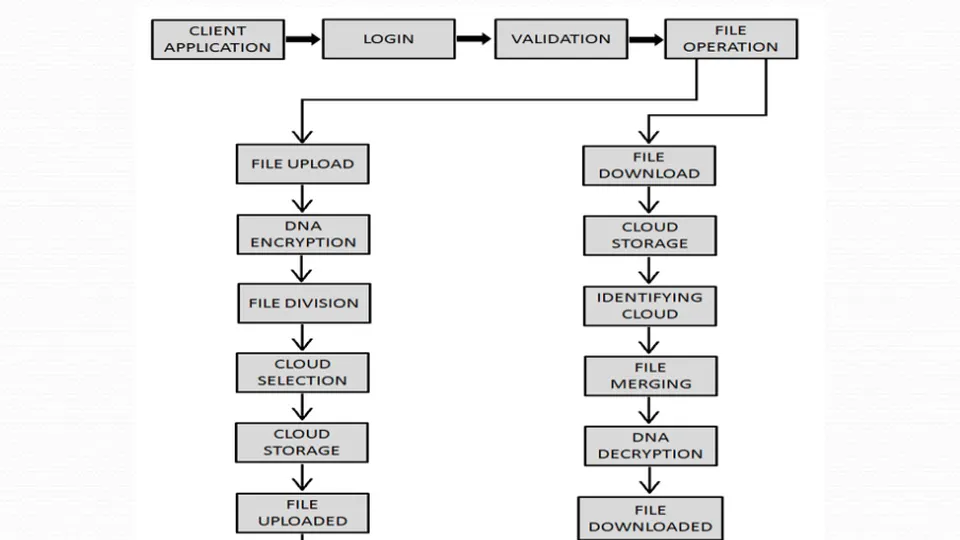 CLIENT
APPLICATION
LOGIN
VALIDATION
FILE
OPERATION
FILE UPLOAD
DNA
ENCRYPTION
FILE DIVISION
CLOUD
SELECTION
CLOUD
STORAGE
FILE
UPLOADED
FILE
DOWNLOAD
CLOUD
STORAGE
IDENTIFYING
CLOUD
FILE
MERGING
DNA
DECRYPTION
FILE
DOWNLOADED